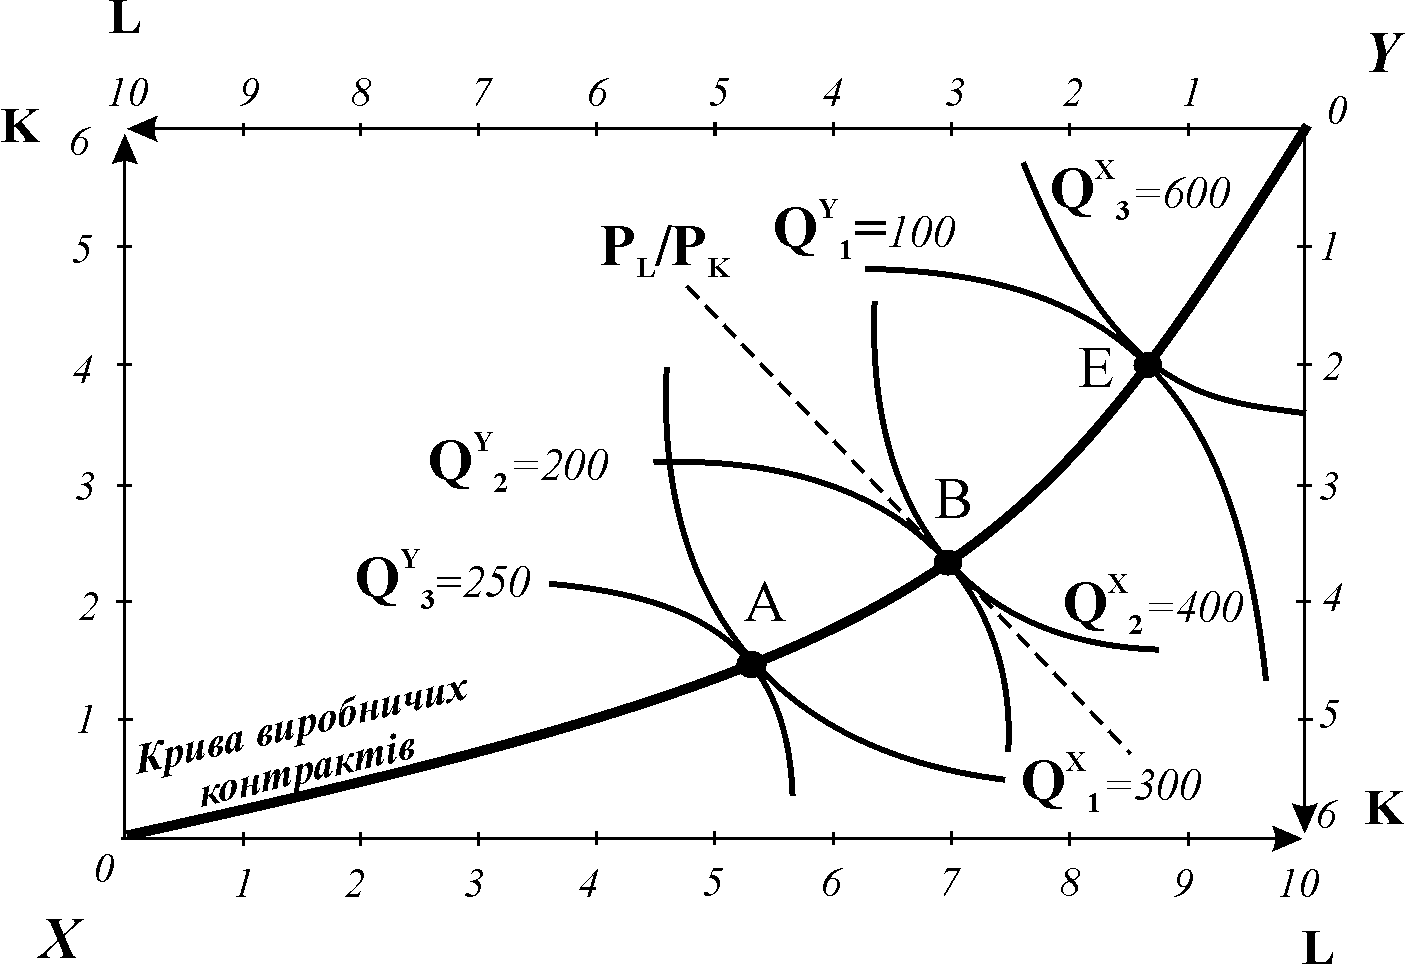 L
Y
10 9 8 7 6 5 4 3 2 1 0
K
6
Q^X_3=600
Q^Y_1=100
P_L/P_K
5
1
4
E
2
Q^Y_2=200
3
B
3
Q^Y_3=250
A
Q^X_2=400
2
4
1
5
Крива виробничих
контрактів
Q^X_1=300
6 K
0 1 2 3 4 5 6 7 8 9 10
X
L